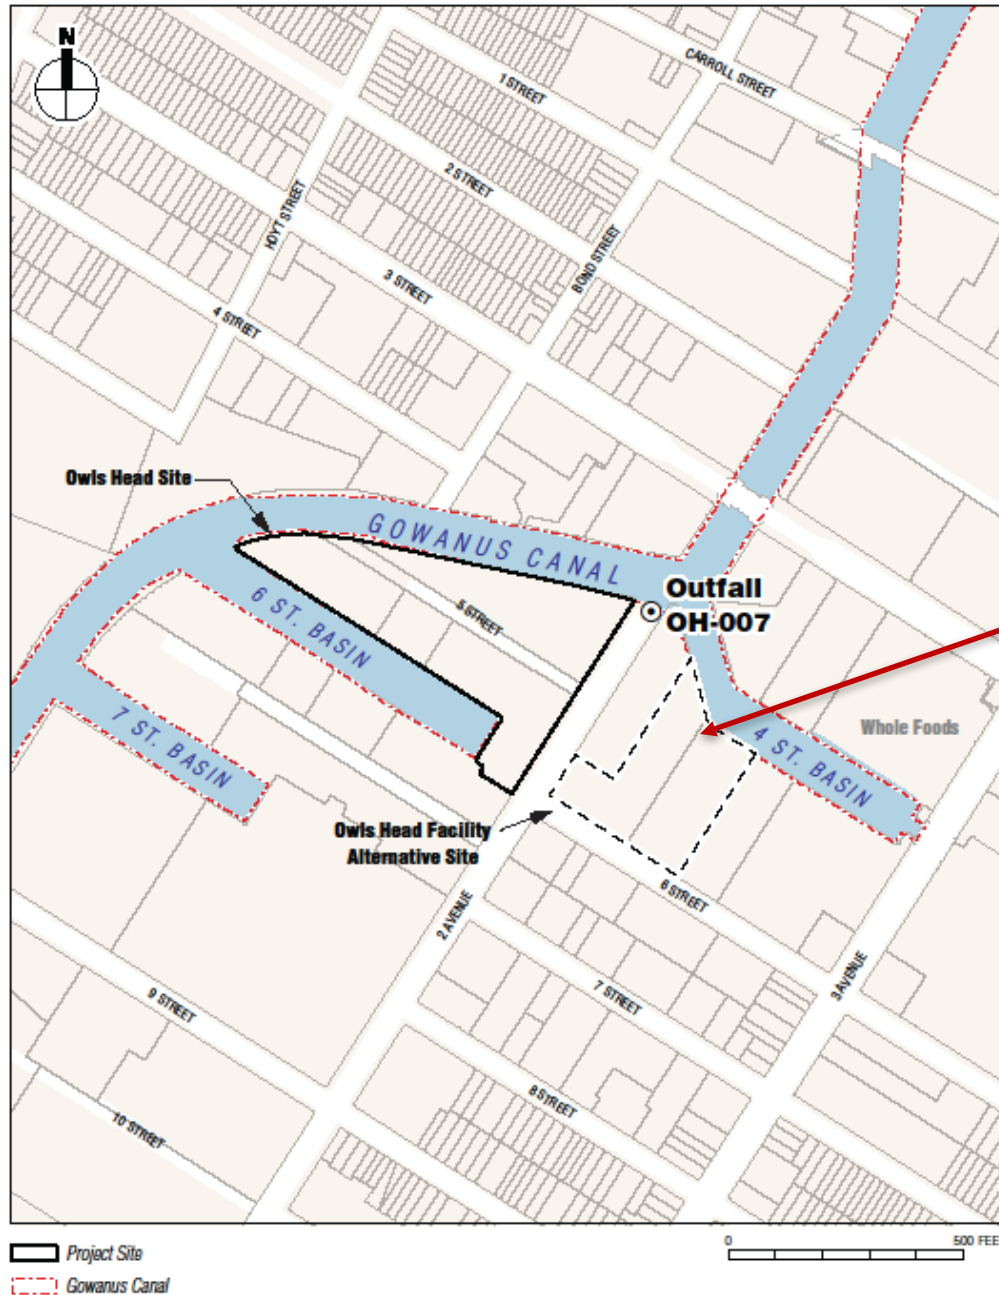 N
CARROLL STREET
1 STREET
2 STREET
HOYT STREET
BOND STREET
3 STREET
4 STREET
Owls Head Site
GOWANUS CANAL
Outfall
OH-007
5 STREET
6 ST. BASIN
Whole Foods
4 ST. BASIN
7 ST. BASIN
Owls Head Facility
Alternative Site
6 STREET
2 AVENUE
3 AVENUE
7 STREET
9 STREET
8 STREET
10 STREET
0 500 FEE
Project Site
Gowanus Canal